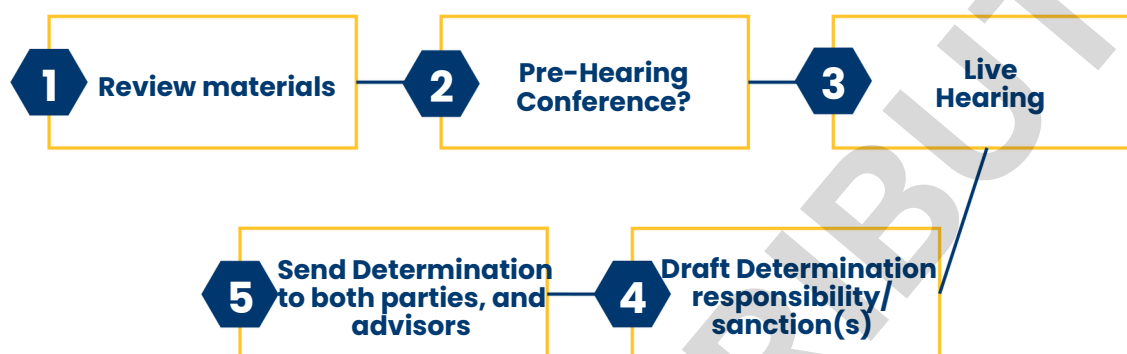 1
Review materials
2
Pre-Hearing
Conference?
3
Live
Hearing
4
Draft Determination
responsibility/
sanction(s)
5
Send Determination
to both parties, and
advisors
RIBUT